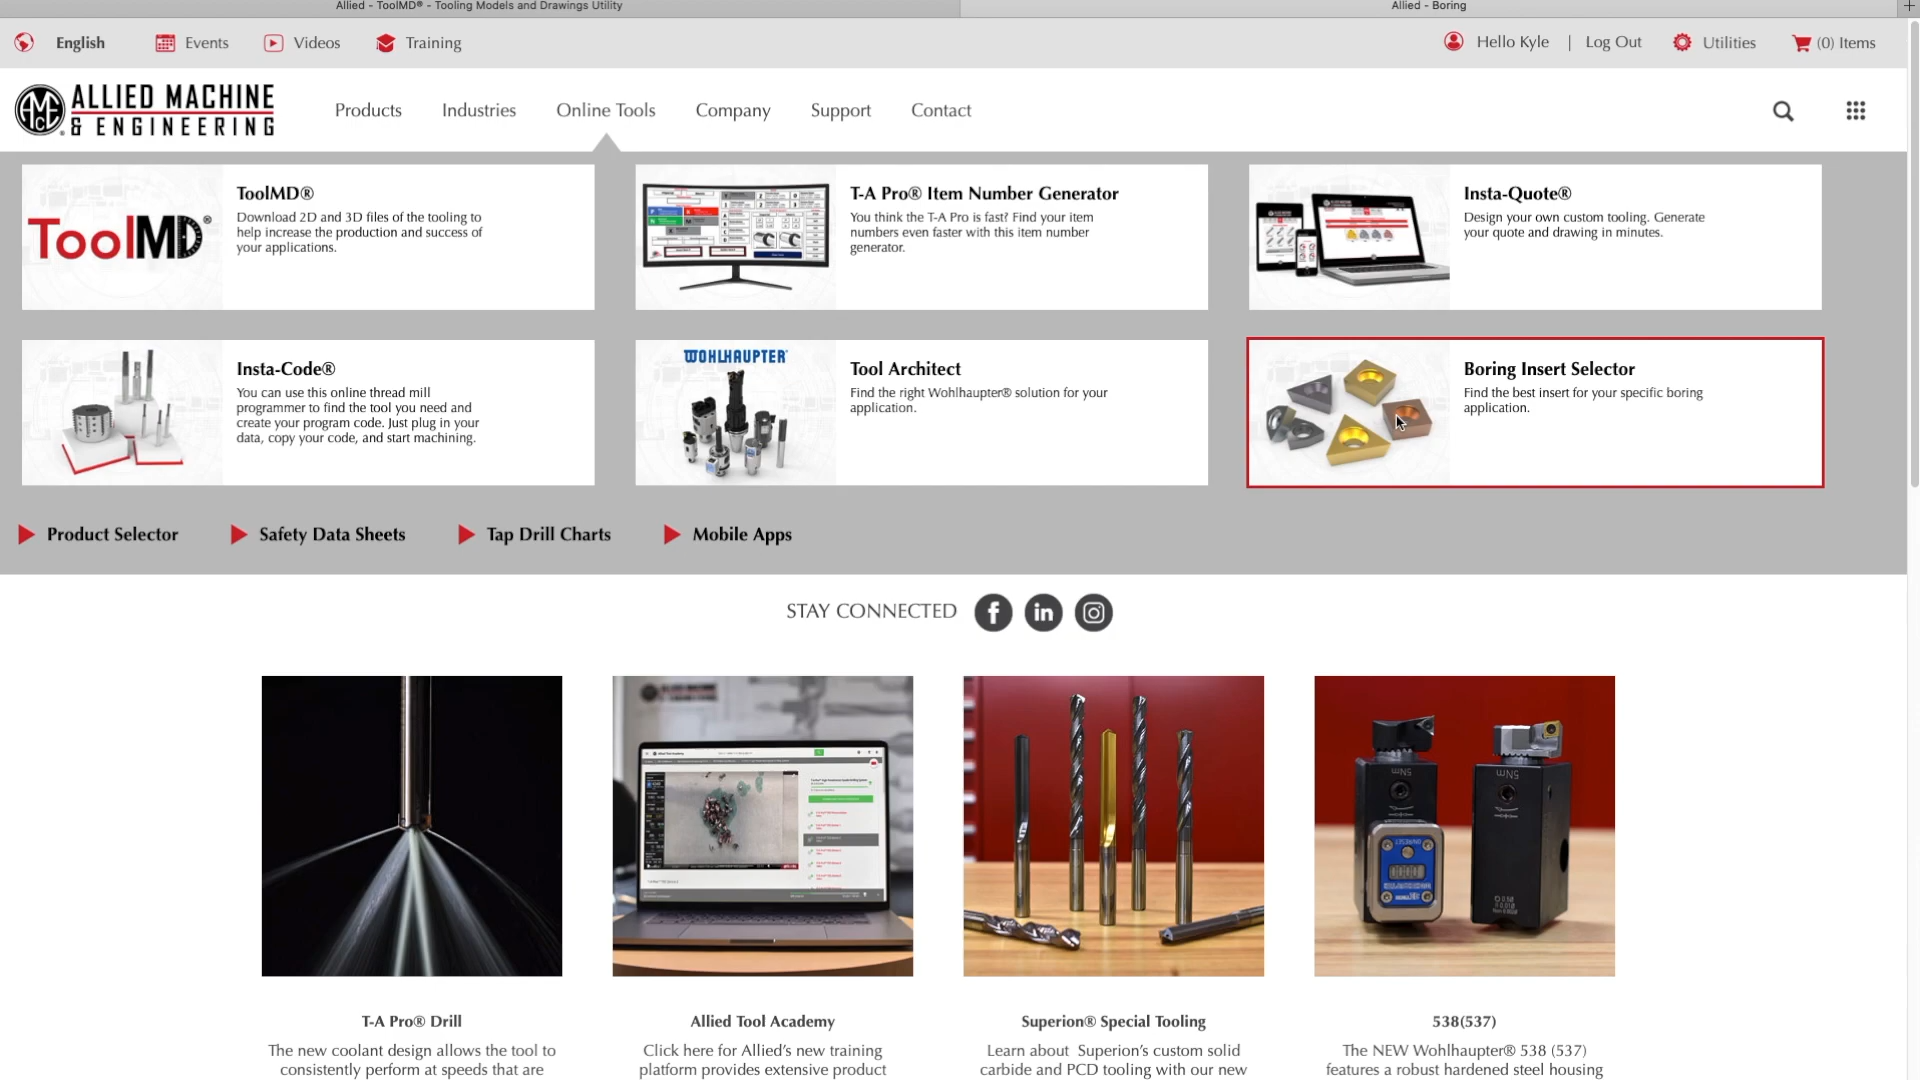 Allied - ToolMD® - Tooling Models and Drawings Utility
Allied - Boring
English
Events
Videos
Training
Hello Kyle | Log Out
Utilities
(0) Items
ALLIED MACHINE
& ENGINEERING
Products
Industries
Online Tools
Company
Support
Contact
ToolMD®
ToolMD®
Download 2D and 3D files of the tooling to
help increase the production and success of
your applications.
T-A Pro® Item Number Generator
You think the T-A Pro is fast? Find your item
numbers even faster with this item number
generator.
Insta-Quote®
Design your own custom tooling. Generate
your quote and drawing in minutes.
Insta-Code®
You can use this online thread mill
programmer to find the tool you need and
create your program code. Just plug in your
data, copy your code, and start machining.
WOHLHAUPTER®
Tool Architect
Find the right Wohlhaupter® solution for your
application.
Boring Insert Selector
Find the best insert for your specific boring
application.
Product Selector
Safety Data Sheets
Tap Drill Charts
Mobile Apps
STAY CONNECTED
f
in
5Nm
5Nm
T-A Pro® Drill
The new coolant design allows the tool to
consistently perform at speeds that are
Allied Tool Academy
Click here for Allied's new training
platform provides extensive product
Superion® Special Tooling
Learn about Superion's custom solid
carbide and PCD tooling with our new
538(537)
The NEW Wohlhaupter® 538 (537)
features a robust hardened steel housing